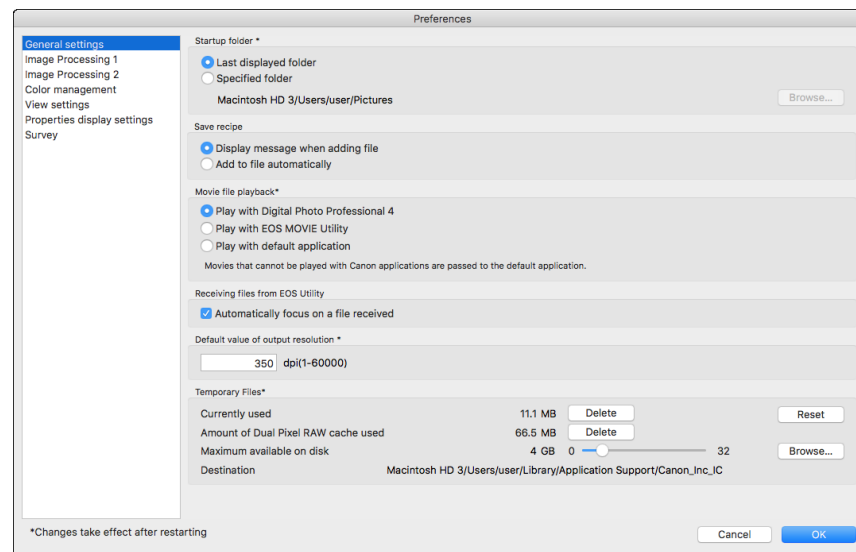 Preferences
General settings
Image Processing 1
Image Processing 2
Color management
View settings
Properties display settings
Survey
Startup folder *
Last displayed folder
Specified folder
Macintosh HD 3/Users/user/Pictures
Browse...
Save recipe
Display message when adding file
Add to file automatically
Movie file playback*
Play with Digital Photo Professional 4
Play with EOS MOVIE Utility
Play with default application
Movies that cannot be played with Canon applications are passed to the default application.
Receiving files from EOS Utility
Automatically focus on a file received
Default value of output resolution *
350 dpi(1-60000)
Temporary Files*
Currently used 11.1 MB Delete Reset
Amount of Dual Pixel RAW cache used 66.5 MB Delete
Maximum available on disk 4 GB 0 32 Browse...
Destination Macintosh HD 3/Users/user/Library/Application Support/Canon_Inc_IC
*Changes take effect after restarting
Cancel OK